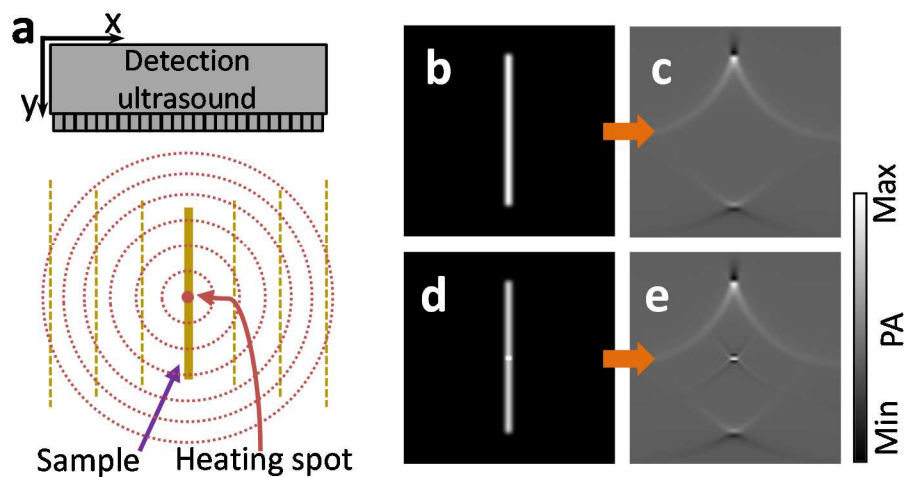 a
x
y
Detection
ultrasound
Sample
Heating spot
b
c
d
e
Max
PA
Min